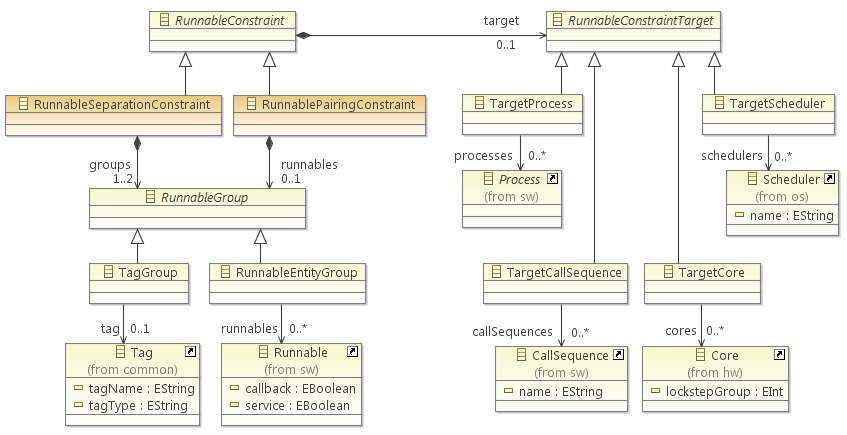 RunnableConstraint
target
0..1
RunnableConstraintTarget
RunnableSeparationConstraint
RunnablePairingConstraint
TargetProcess
TargetScheduler
groups
1..2
runnables
0..1
processes
0..*
schedulers
0..*
RunnableGroup
Process
(from sw)
Scheduler
(from os)
name : EString
TagGroup
RunnableEntityGroup
TargetCallSequence
TargetCore
tag
0..1
runnables
0..*
callSequences
0..*
cores
0..*
Tag
(from common)
tagName : EString
tagType : EString
Runnable
(from sw)
callback : EBoolean
service : EBoolean
CallSequence
(from sw)
name : EString
Core
(from hw)
lockstepGroup : EInt